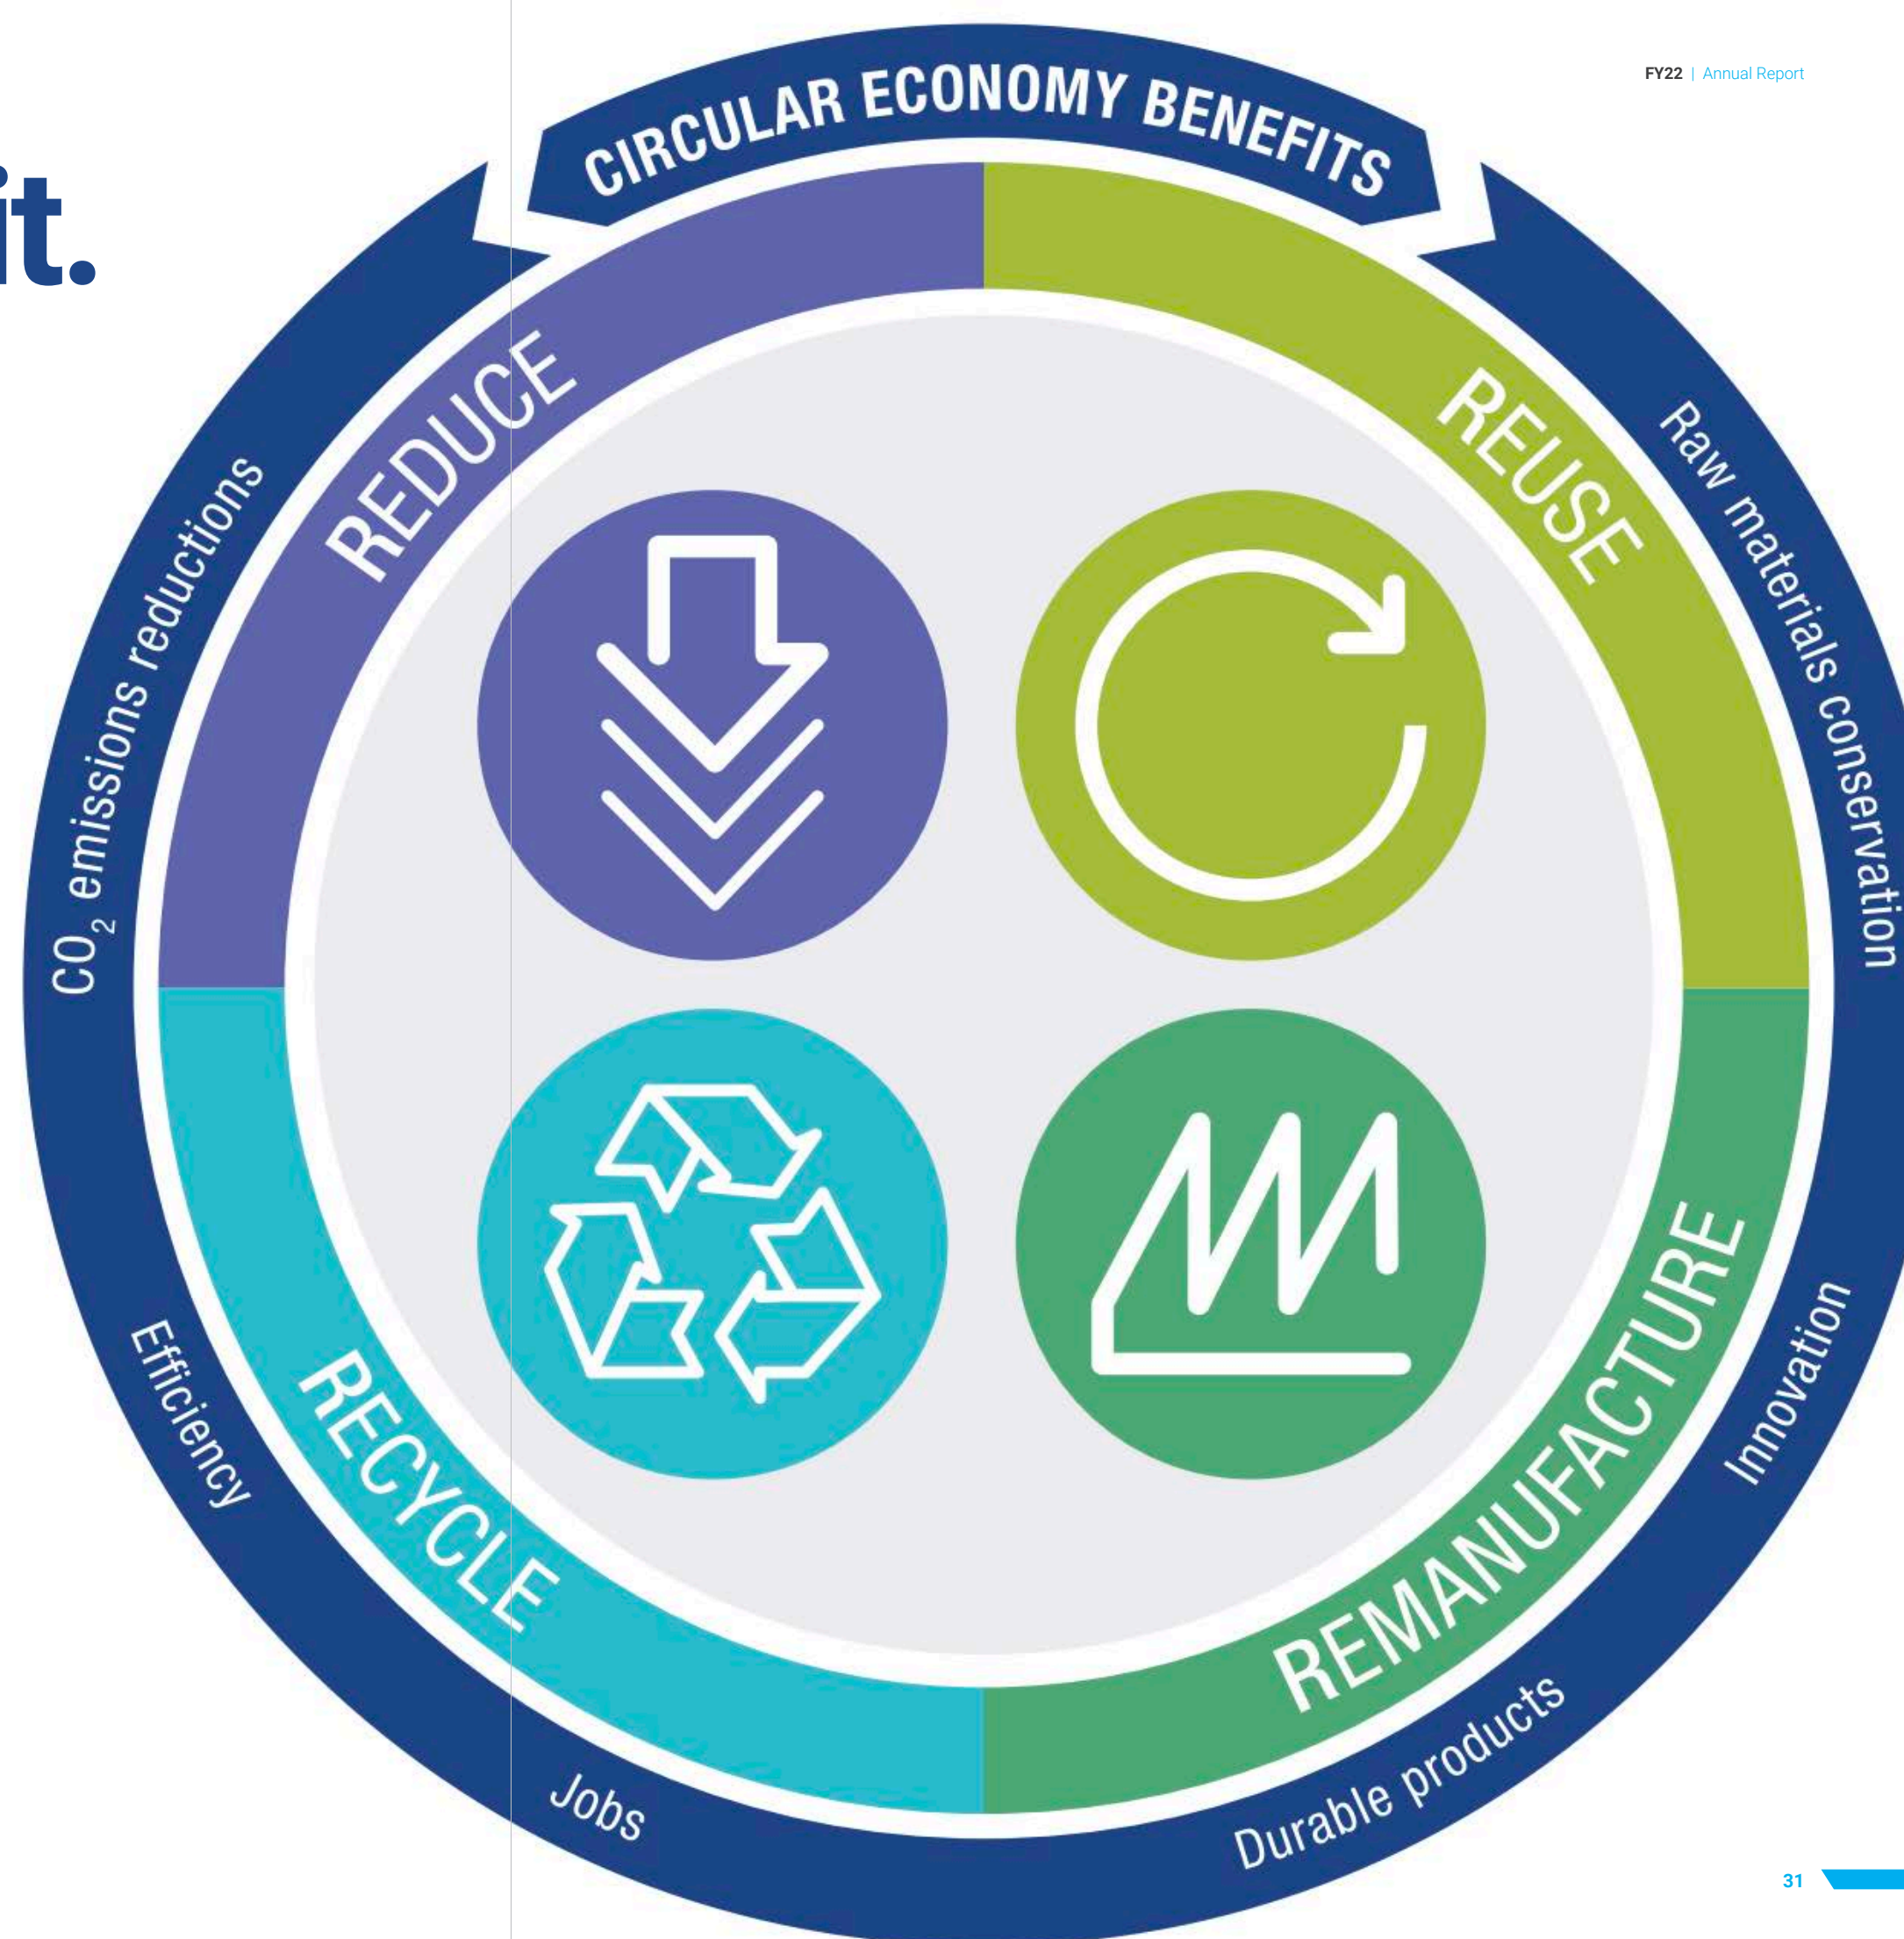 FY22 | Annual Report
it.
CIRCULAR ECONOMY BENEFITS
REDUCE
REUSE
RECYCLE
REMANUFACTURE
CO₂ emissions reductions
Raw materials conservation
Efficiency
Innovation
Jobs
Durable products
31